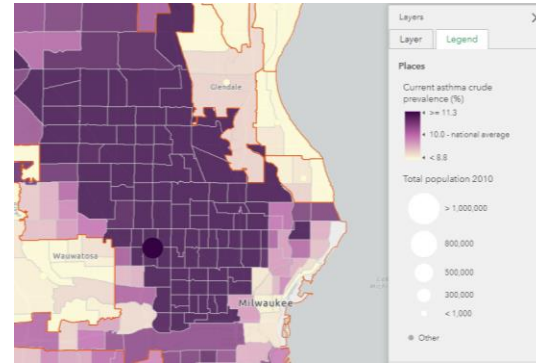 Glendale
Wauwatosa
Milwaukee
Layers
Layer
Legend
Places
Current asthma crude
prevalence (%)
>= 11.3
10.0 - national average
< 8.8
Total population 2010
> 1,000,000
800,000
500,000
300,000
< 1,000
Other